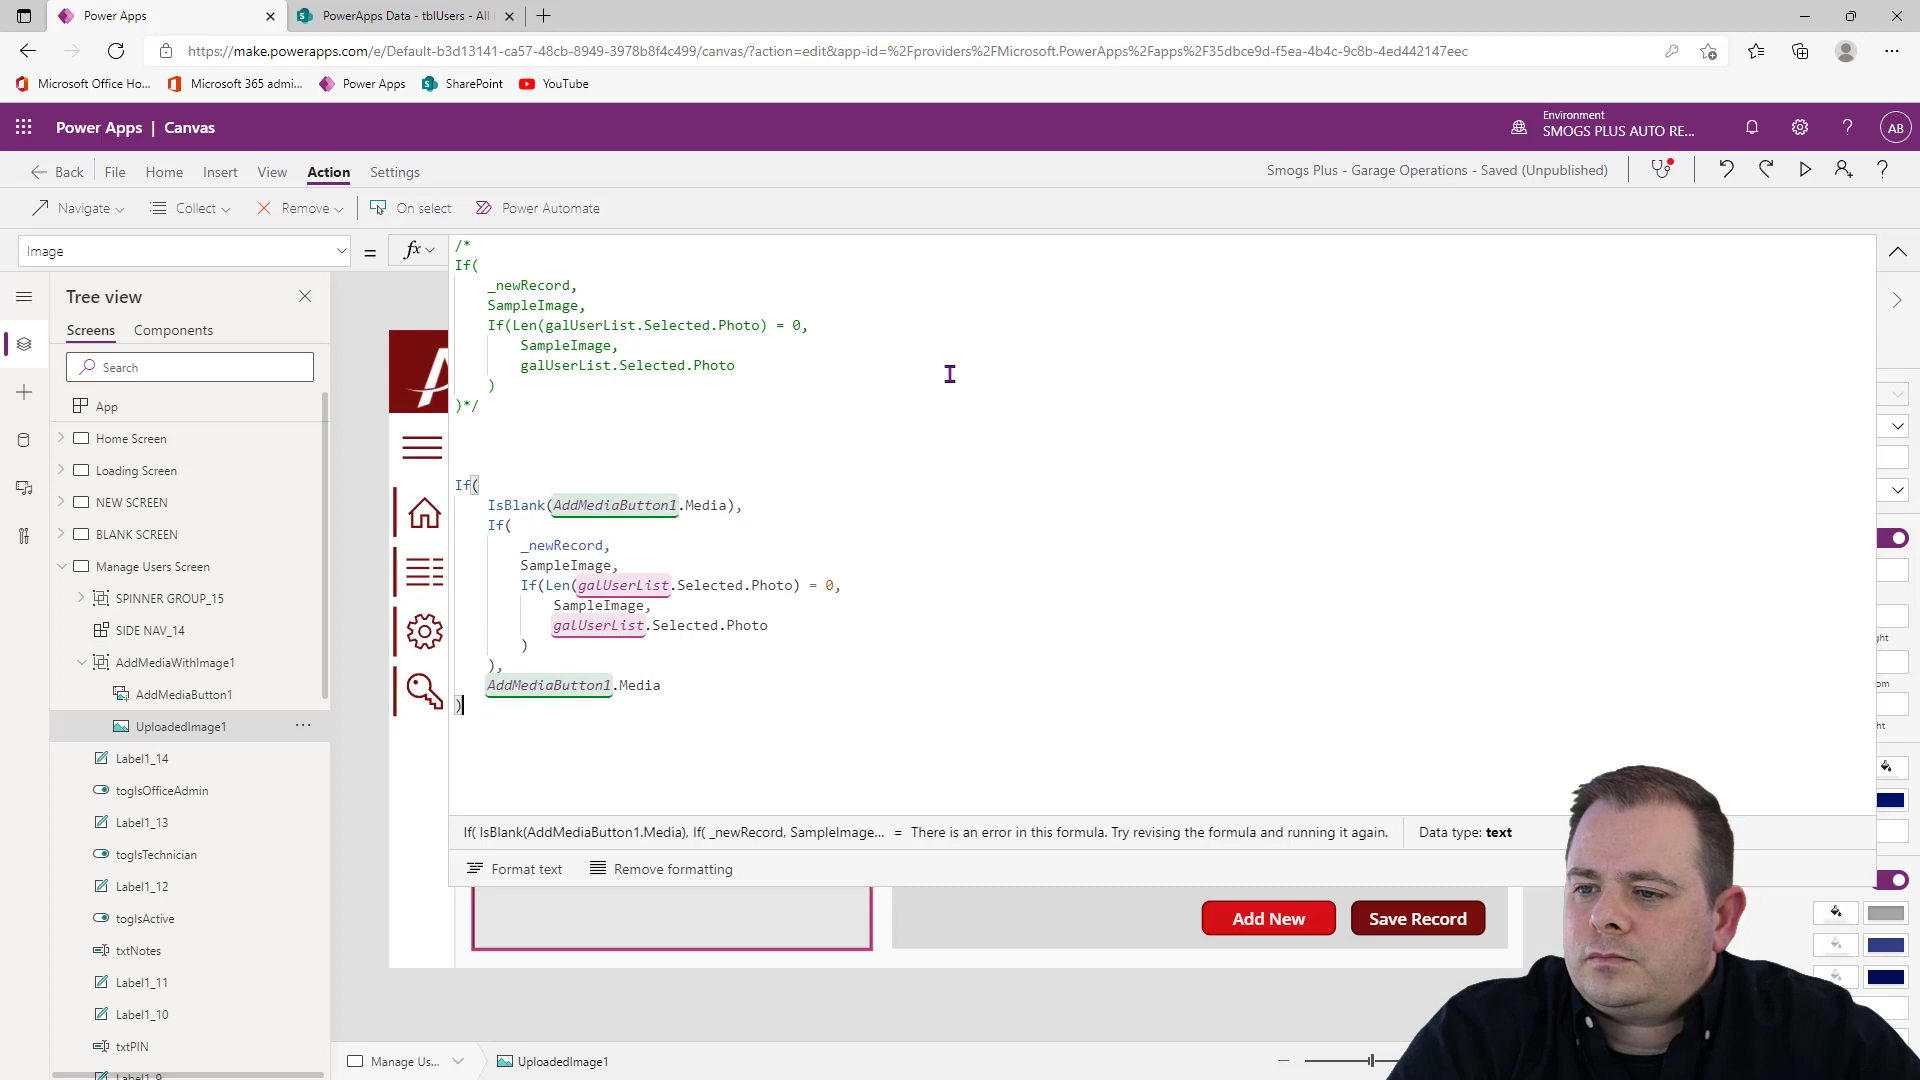 Power Apps
PowerApps Data - tblUsers - All
https://make.powerapps.com/e/Default-b3d13141-ca57-48cb-8949-3978b8f4c499/canvas/?action=edit&app-id=%2Fproviders%2FMicrosoft.PowerApps%2Fapps%2F35dbce9d-f5ea-4b4c-9c8b-4ed442147eec
Microsoft Office Ho...
Microsoft 365 admi...
Power Apps
SharePoint
YouTube
Power Apps | Canvas
Environment
SMOGS PLUS AUTO RE...
AB
Back
File
Home
Insert
View
Action
Settings
Smogs Plus - Garage Operations - Saved (Unpublished)
Navigate
Collect
Remove
On select
Power Automate
Image
=
fx
/*
If(
_newRecord,
SampleImage,
If(Len(galUserList.Selected.Photo) = 0,
SampleImage,
galUserList.Selected.Photo
)
)*/
If(
IsBlank(AddMediaButton1.Media),
If(
_newRecord,
SampleImage,
If(Len(galUserList.Selected.Photo) = 0,
SampleImage,
galUserList.Selected.Photo
)
),
AddMediaButton1.Media
)
If( IsBlank(AddMediaButton1.Media), If( _newRecord, SampleImage... = There is an error in this formula. Try revising the formula and running it again.
Data type: text
Format text
Remove formatting
Tree view
Screens
Components
Search
App
Home Screen
Loading Screen
NEW SCREEN
BLANK SCREEN
Manage Users Screen
SPINNER GROUP_15
SIDE NAV_14
AddMediaWithImage1
AddMediaButton1
UploadedImage1
Label1_14
togIsOfficeAdmin
Label1_13
togIsTechnician
Label1_12
togIsActive
txtNotes
Label1_11
Label1_10
txtPIN
Label1_9
Add New
Save Record
Manage Us...
UploadedImage1